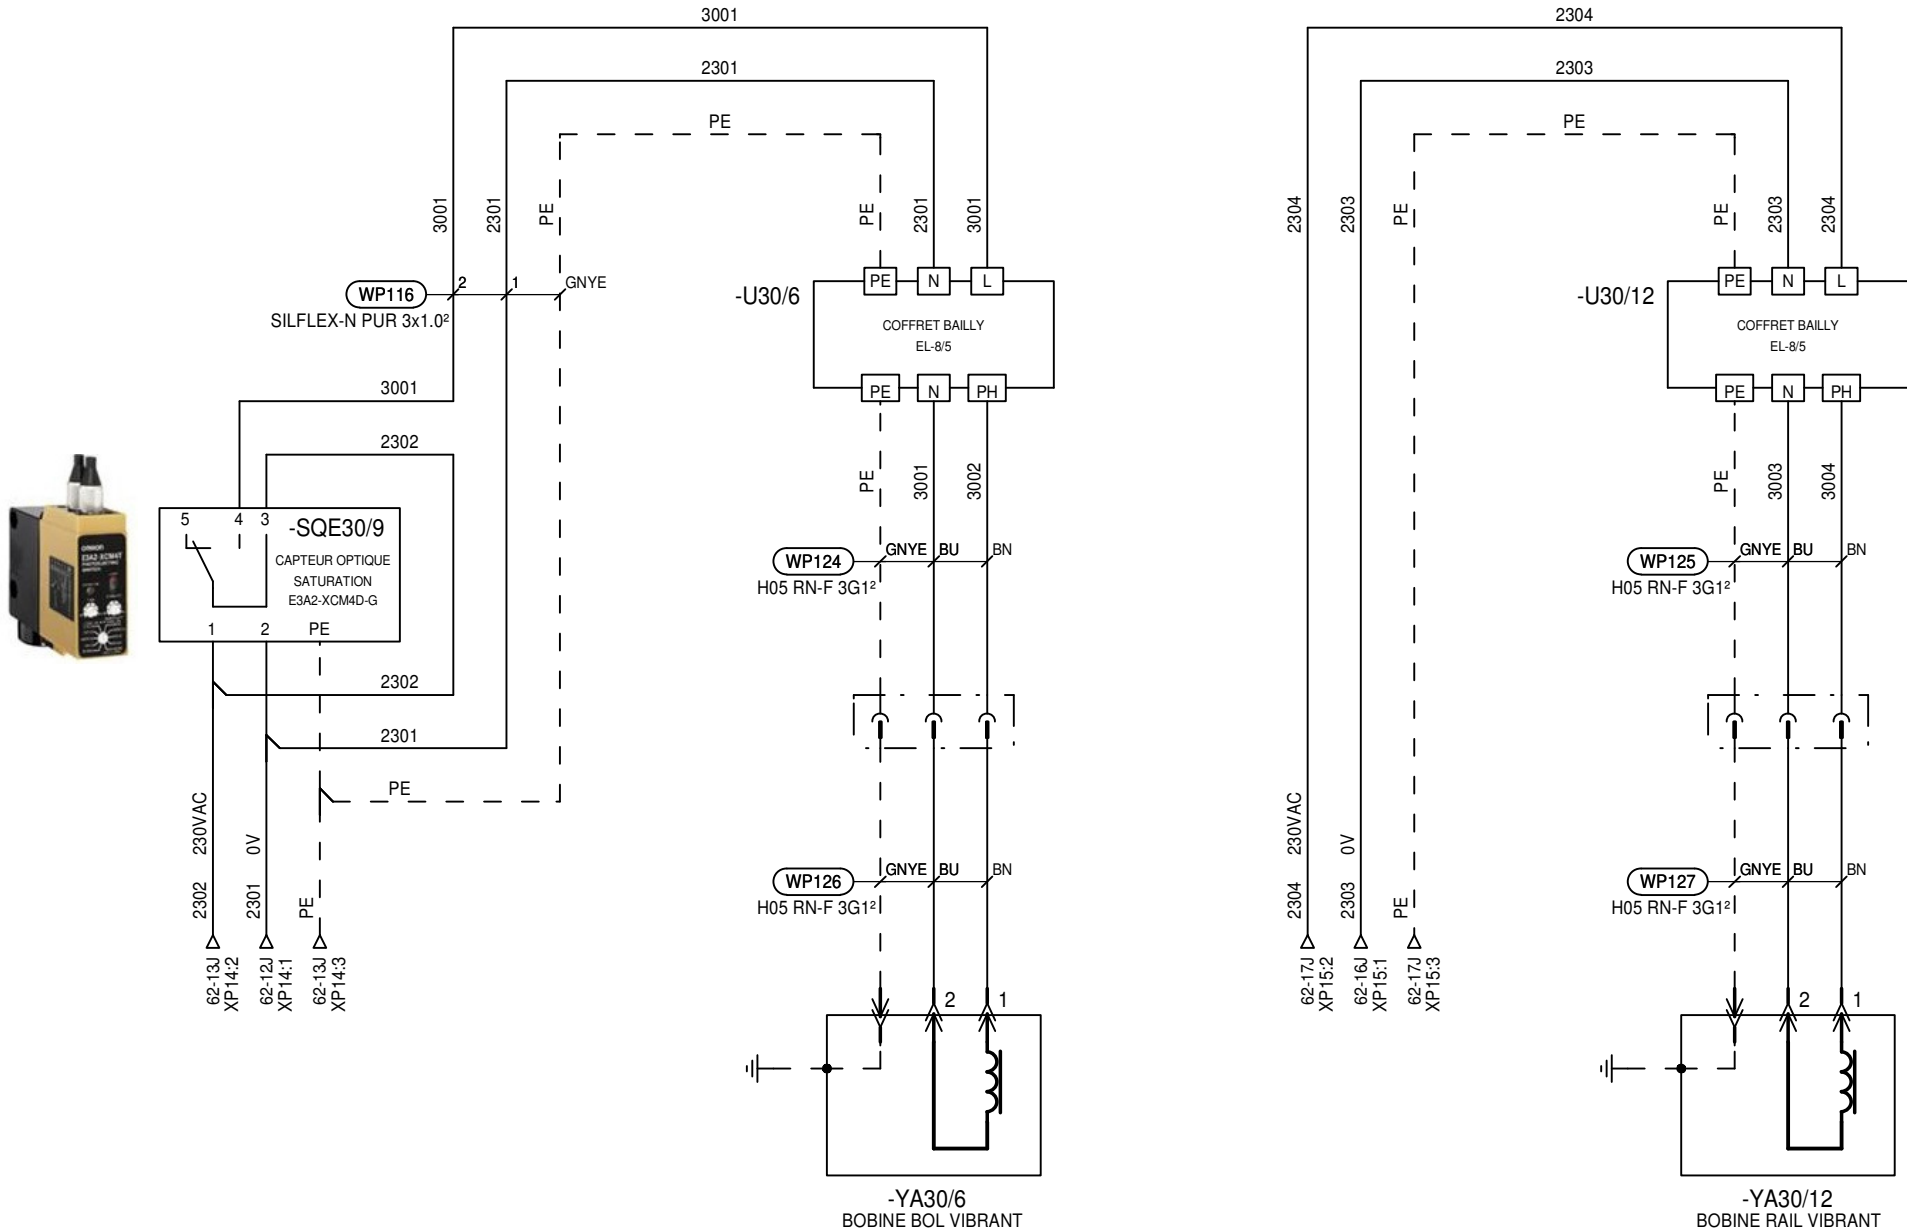 3001
2304
2301
2303
PE
PE
3001
2301
PE
PE
2301
3001
2304
2303
PE
PE
2303
2304
WP116
2
1
GNYE
SILFLEX-N PUR 3x1.0²
-U30/6
PE
N
L
COFFRET BAILLY
EL-8/5
PE
N
PH
-U30/12
PE
N
L
COFFRET BAILLY
EL-8/5
PE
N
PH
3001
2302
PE
3001
3002
PE
3003
3004
omron
E3A2-XCM4T
PHOTOELECTRIC
SWITCH
5
4
3
-SQE30/9
CAPTEUR OPTIQUE
SATURATION
E3A2-XCM4D-G
1
2
PE
WP124
GNYE
BU
BN
H05 RN-F 3G1²
WP125
GNYE
BU
BN
H05 RN-F 3G1²
2302
2301
PE
230VAC
0V
2302
2301
PE
230VAC
0V
2304
2303
PE
WP126
GNYE
BU
BN
H05 RN-F 3G1²
WP127
GNYE
BU
BN
H05 RN-F 3G1²
62-13J
XP14:2
62-12J
XP14:1
62-13J
XP14:3
62-17J
XP15:2
62-16J
XP15:1
62-17J
XP15:3
2
1
2
1
-YA30/6
BOBINE BOL VIBRANT
-YA30/12
BOBINE RAIL VIBRANT